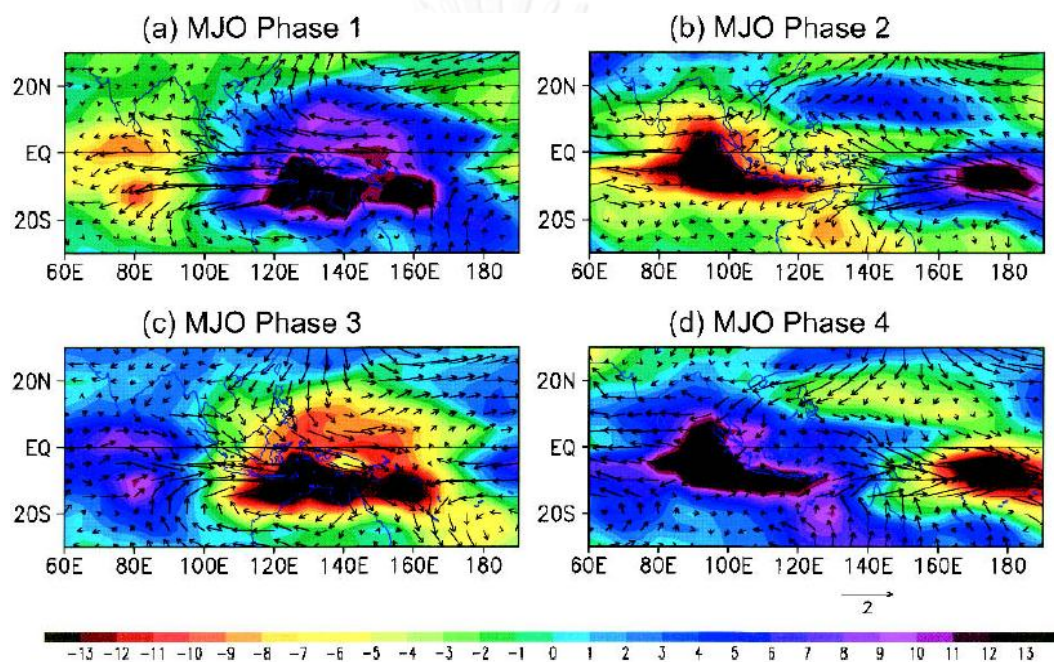 (a) MJO Phase 1
(b) MJO Phase 2
20N
EQ
20S
60E 80E 100E 120E 140E 160E 180
60E 80E 100E 120E 140E 160E 180
(c) MJO Phase 3
(d) MJO Phase 4
20N
EQ
20S
20N
EQ
20S
20N
EQ
20S
60E 80E 100E 120E 140E 160E 180
60E 80E 100E 120E 140E 160E 180
2
-13 -12 -11 -10 -9 -8 -7 -6 -5 -4 -3 -2 -1 0 1 2 3 4 5 6 7 8 9 10 11 12 13